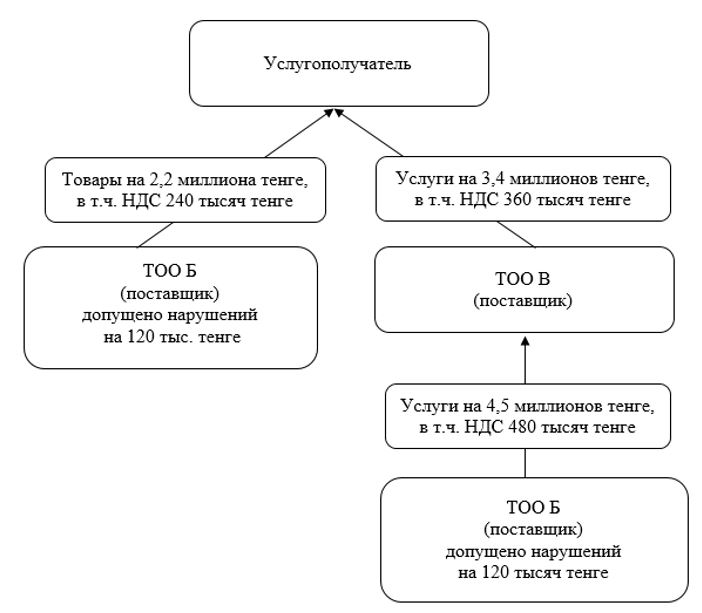 Услугополучатель
Товары на 2,2 миллиона тенге,
в т.ч. НДС 240 тысяч тенге
Услуги на 3,4 миллионов тенге,
в т.ч. НДС 360 тысяч тенге
ТОО Б
(поставщик)
допущено нарушений
на 120 тыс. тенге
ТОО В
(поставщик)
Услуги на 4,5 миллионов тенге,
в т.ч. НДС 480 тысяч тенге
ТОО Б
(поставщик)
допущено нарушений
на 120 тысяч тенге